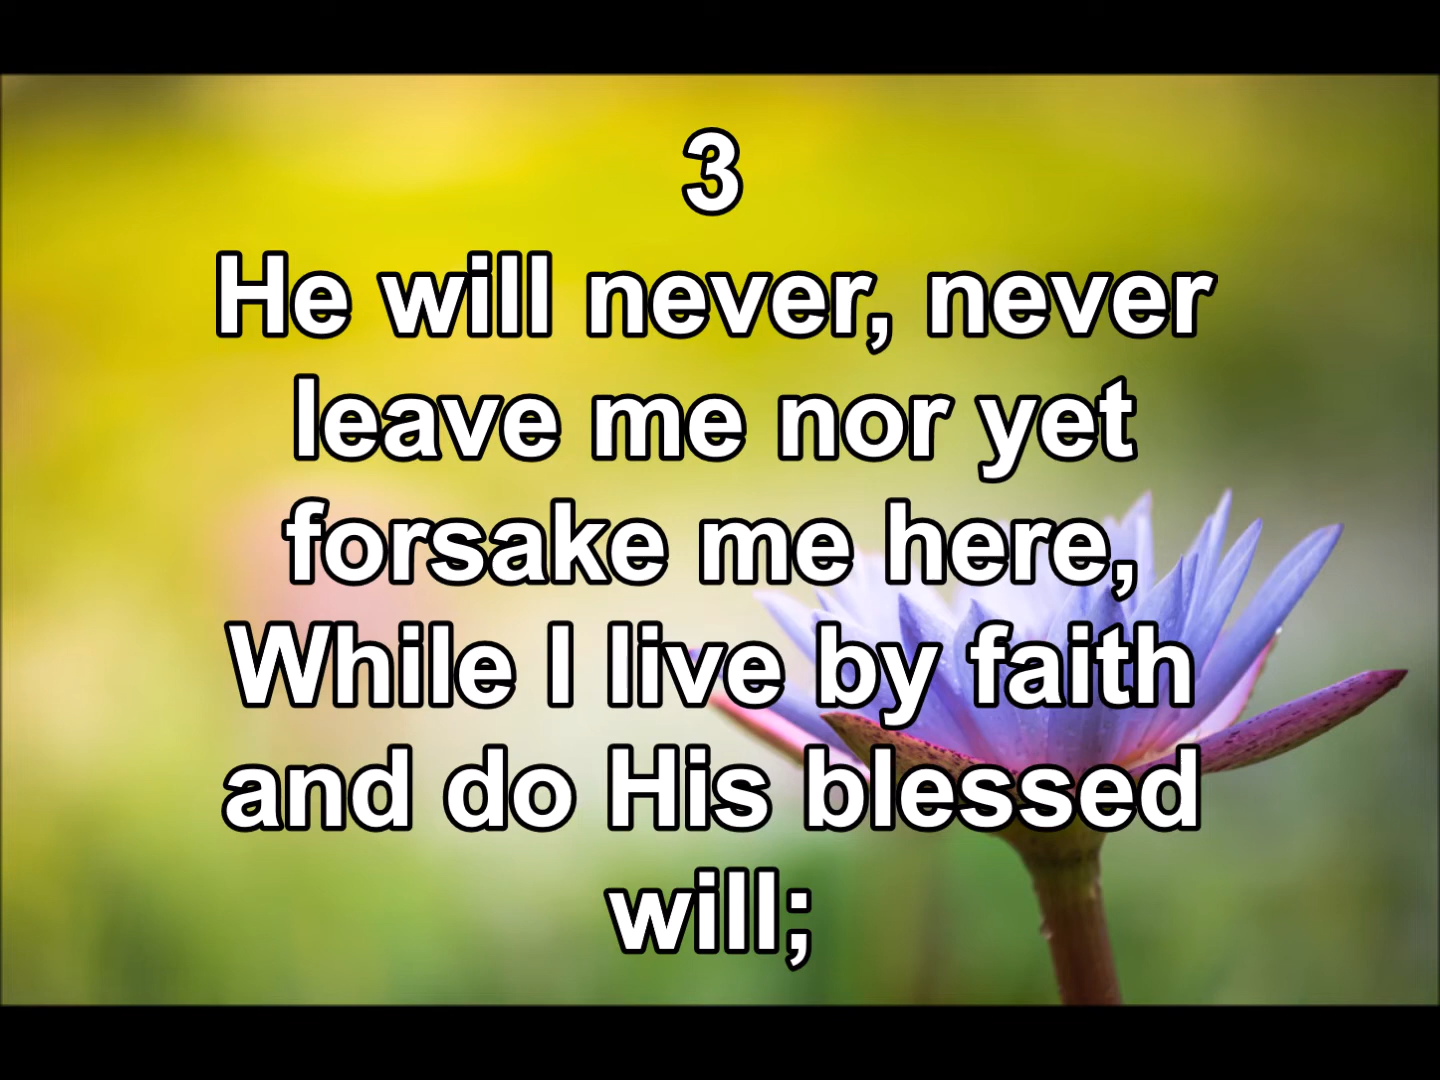 3
He will never, never
leave me nor yet
forsake me here,
While I live by faith
and do His blessed
will;